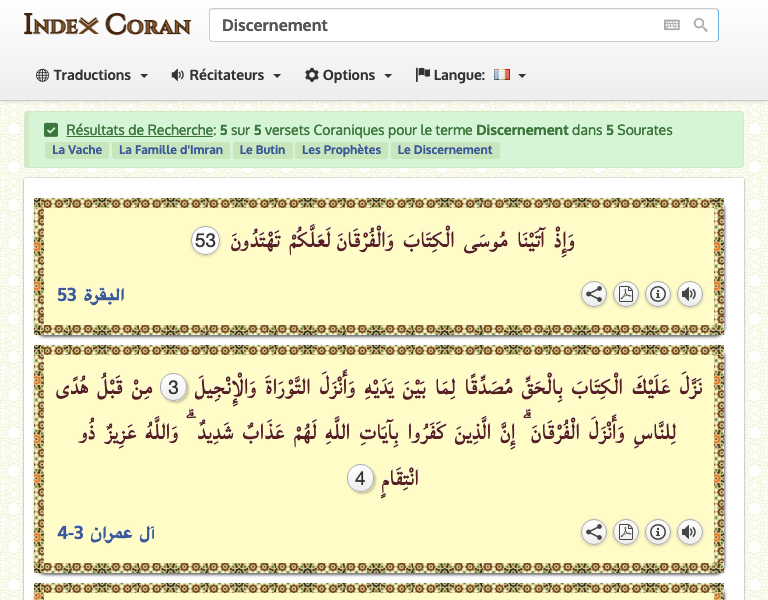 Index Coran
Discernement
Traductions Récitateurs Options Langue:
Résultats de Recherche: 5 sur 5 versets Coraniques pour le terme Discernement dans 5 Sourates
La Vache La Famille d'Imran Le Butin Les Prophètes Le Discernement
وَإِذْ آتَيْنَا مُوسَى الْكِتَابَ وَالْفُرْقَانَ لَعَلَّكُمْ تَهْتَدُونَ 53
البقرة 53
نَزَّلَ عَلَيْكَ الْكِتَابَ بِالْحَقِّ مُصَدِّقًا لِمَا بَيْنَ يَدَيْهِ وَأَنْزَلَ التَّوْرَاةَ وَالْإِنْجِيلَ 3 مِنْ قَبْلُ هُدًى
لِلنَّاسِ وَأَنْزَلَ الْفُرْقَانَ ۗ إِنَّ الَّذِينَ كَفَرُوا بِآيَاتِ اللَّهِ لَهُمْ عَذَابٌ شَدِيدٌ ۗ وَاللَّهُ عَزِيزٌ ذُو
انْتِقَامٍ 4
آل عمران 3-4